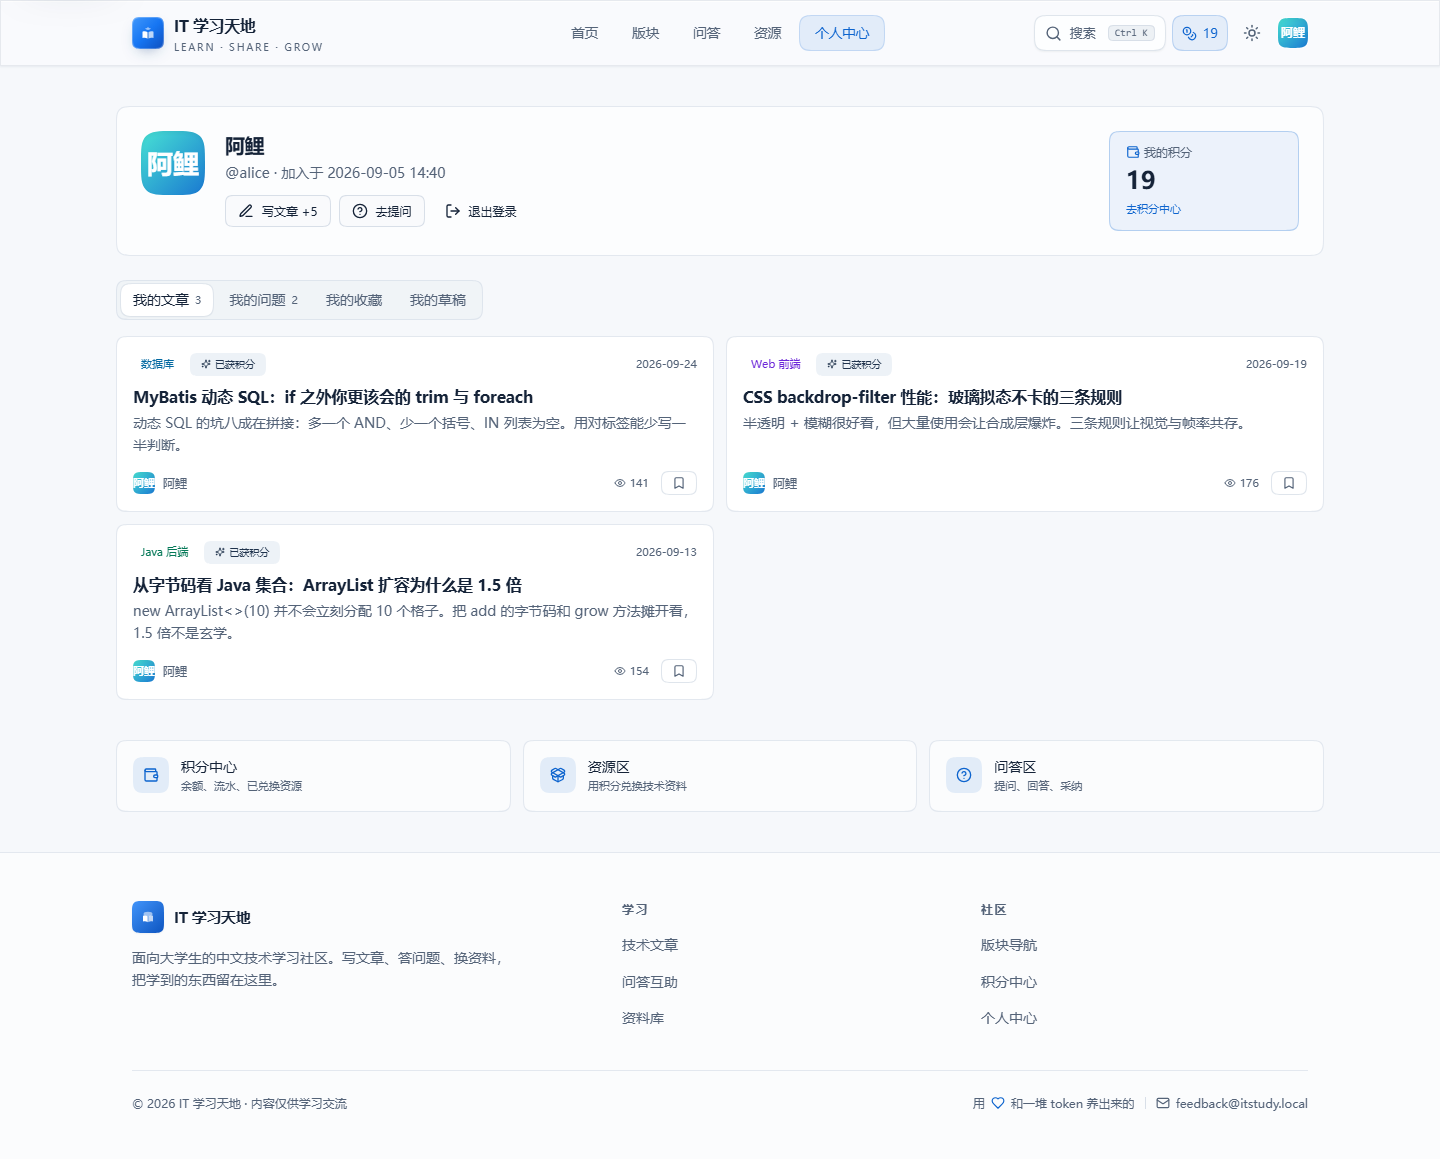 IT 学习天地
LEARN · SHARE · GROW
首页 版块 问答 资源 个人中心
搜索 Ctrl K 19 阿鲤
阿鲤
阿鲤
@alice · 加入于 2026-09-05 14:40
写文章 +5 去提问 退出登录
我的积分
19
去积分中心
我的文章 3 我的问题 2 我的收藏 我的草稿
数据库 已获积分 2026-09-24
MyBatis 动态 SQL：if 之外你更该会的 trim 与 foreach
动态 SQL 的坑八成在拼接：多一个 AND、少一个括号、IN 列表为空。用对标签能少写一
半判断。
阿鲤 阿鲤 141
Web 前端 已获积分 2026-09-19
CSS backdrop-filter 性能：玻璃拟态不卡的三条规则
半透明 + 模糊很好看，但大量使用会让合成层爆炸。三条规则让视觉与帧率共存。
阿鲤 阿鲤 176
Java 后端 已获积分 2026-09-13
从字节码看 Java 集合：ArrayList 扩容为什么是 1.5 倍
new ArrayList<>(10) 并不会立刻分配 10 个格子。把 add 的字节码和 grow 方法摊开看，
1.5 倍不是玄学。
阿鲤 阿鲤 154
积分中心
余额、流水、已兑换资源
资源区
用积分兑换技术资料
问答区
提问、回答、采纳
IT 学习天地
面向大学生的中文技术学习社区。写文章、答问题、换资料，
把学到的东西留在这里。
学习
技术文章
问答互助
资料库
社区
版块导航
积分中心
个人中心
© 2026 IT 学习天地 · 内容仅供学习交流
用 和一堆 token 养出来的 feedback@itstudy.local